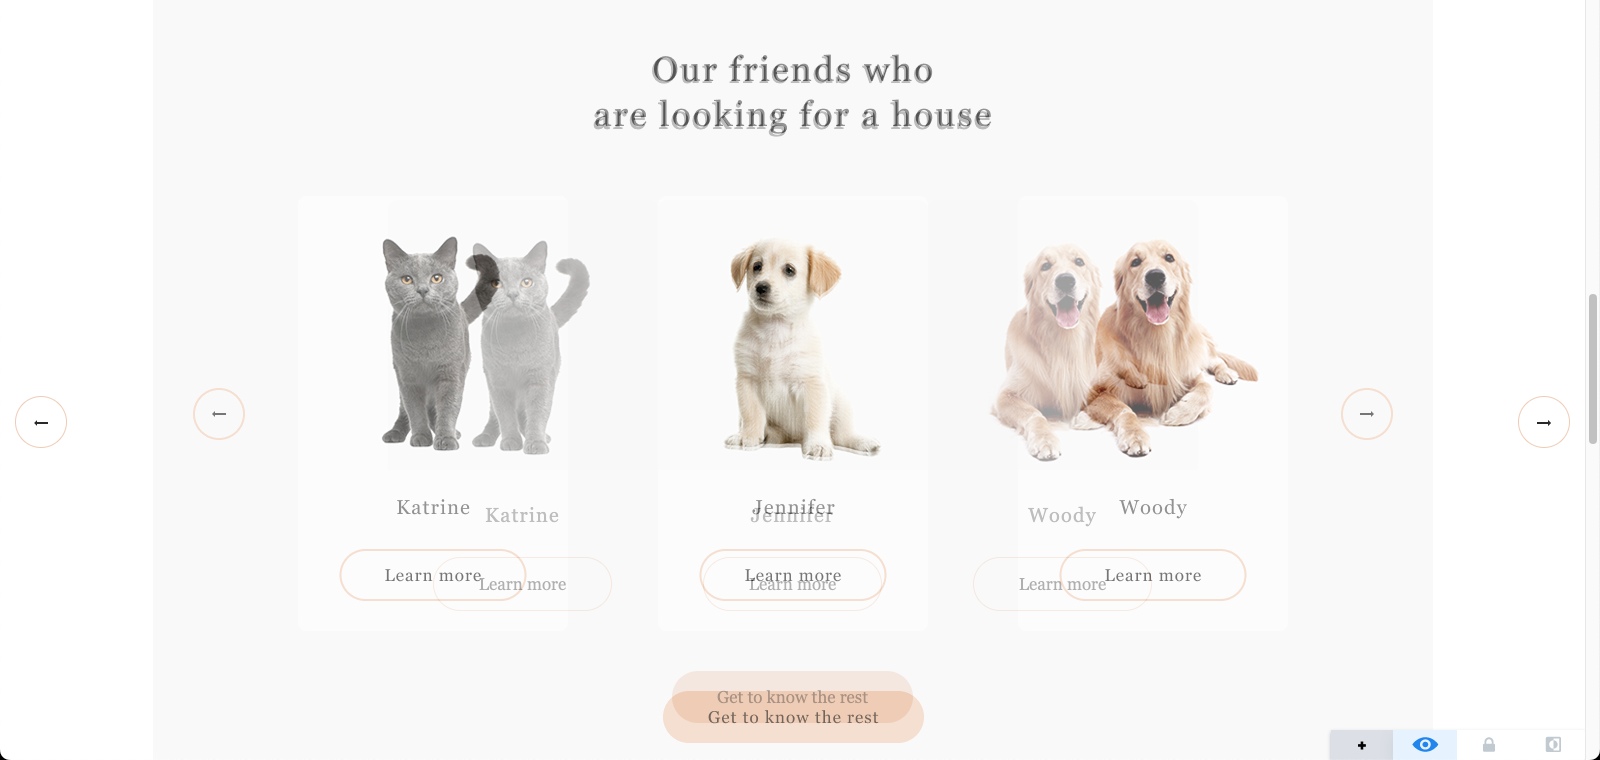 Our friends who
are looking for a house
← ← → →
Katrine Jennifer Woody
Katrine Jennifer Woody
Learn more Learn more Learn more
Learn more Learn more Learn more
Get to know the rest
Get to know the rest
+